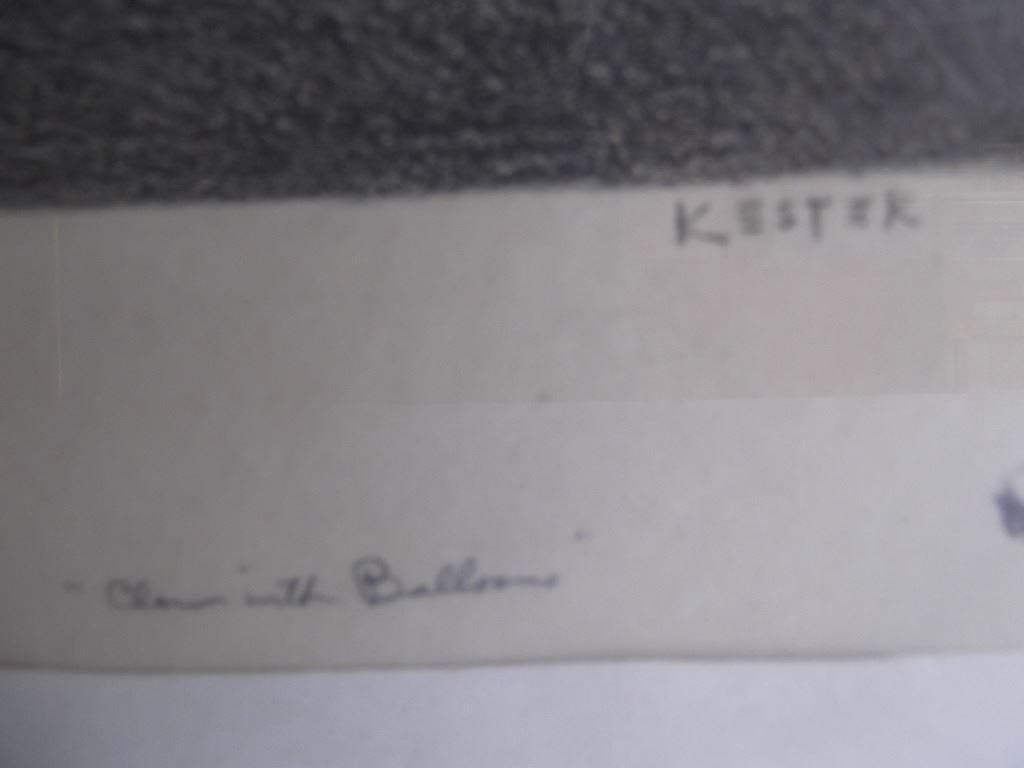 KESTER
"Clown with Balloons"